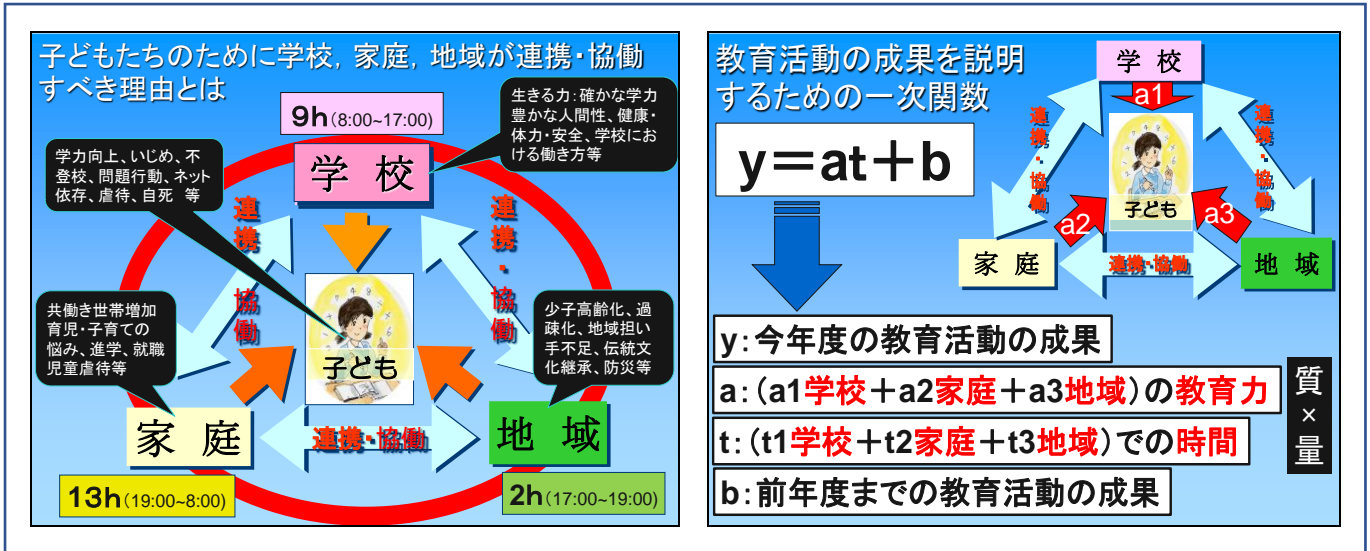 子どもたちのために学校，家庭，地域が連携・協働
すべき理由とは
9h(8:00~17:00)
生きる力：確かな学力
豊かな人間性、健康・
体力・安全、学校にお
ける働き方等
学力向上、いじめ、不
登校、問題行動、ネット
依存、虐待、自死 等
学校
連携・協働
連携・協働
共働き世帯増加
育児・子育ての
悩み、進学、就職
児童虐待等
少子高齢化、過
疎化、地域担い
手不足、伝統文
化継承、防災等
子ども
家庭
連携・協働
地域
13h(19:00~8:00)
2h(17:00~19:00)
教育活動の成果を説明
するための一次関数
y＝at＋b
学校
a1
連携・協働
連携・協働
子ども
a2
a3
家庭
連携・協働
地域
y：今年度の教育活動の成果
a：（a1学校＋a2家庭＋a3地域）の教育力
t：（t1学校＋t2家庭＋t3地域）での時間
b：前年度までの教育活動の成果
質×量